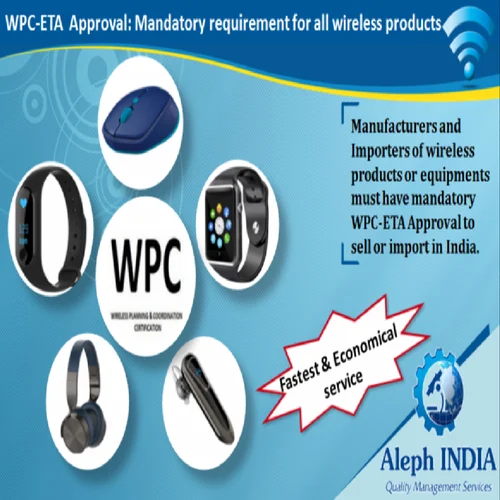 WPC-ETA Approval: Mandatory requirement for all wireless products
Manufacturers and
Importers of wireless
products or equipments
must have mandatory
WPC-ETA Approval to
sell or import in India.
WPC
WIRELESS PLANNING & COORDINATION
CERTIFICATION
Fastest & Economical
service
Aleph INDIA
Quality Management Services